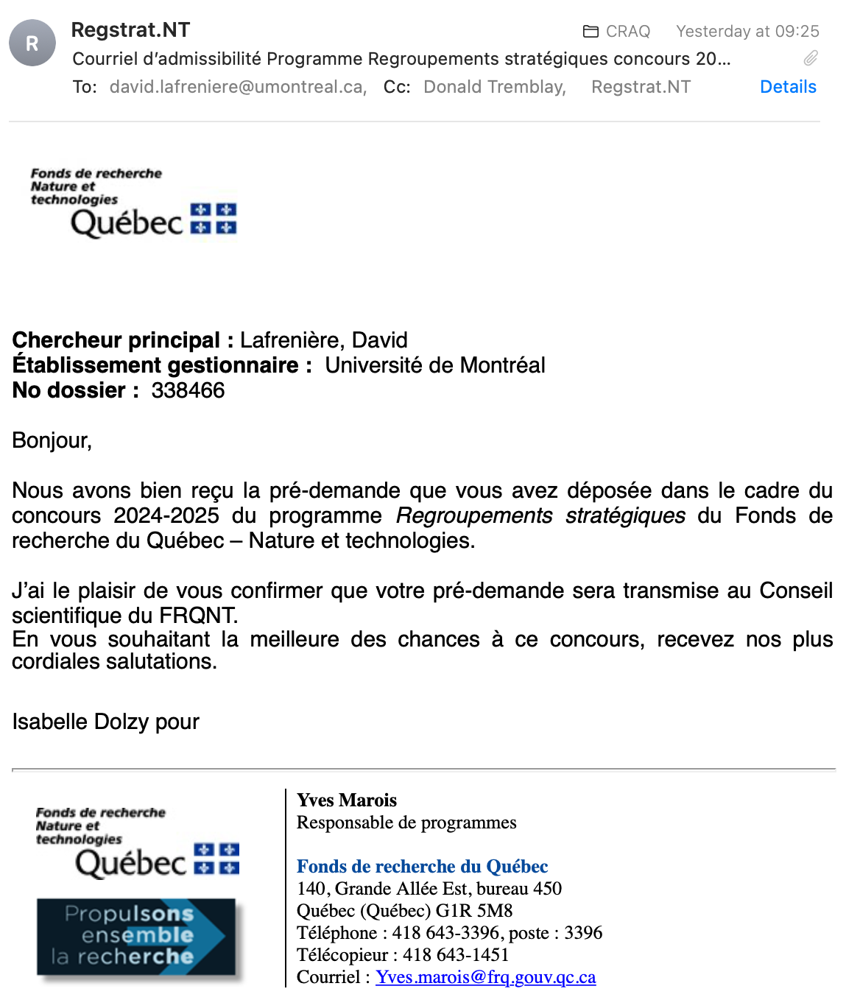 R
Regstrat.NT
CRAQ
Yesterday at 09:25
Courriel d’admissibilité Programme Regroupements stratégiques concours 20...
To: david.lafreniere@umontreal.ca, Cc: Donald Tremblay, Regstrat.NT
Details
Fonds de recherche
Nature et
technologies
Québec
Chercheur principal : Lafrenière, David
Établissement gestionnaire : Université de Montréal
No dossier : 338466
Bonjour,
Nous avons bien reçu la pré-demande que vous avez déposée dans le cadre du
concours 2024-2025 du programme Regroupements stratégiques du Fonds de
recherche du Québec – Nature et technologies.
J’ai le plaisir de vous confirmer que votre pré-demande sera transmise au Conseil
scientifique du FRQNT.
En vous souhaitant la meilleure des chances à ce concours, recevez nos plus
cordiales salutations.
Isabelle Dolzy pour
Fonds de recherche
Nature et
technologies
Québec
Propulsons
ensemble
la recherche
Yves Marois
Responsable de programmes
Fonds de recherche du Québec
140, Grande Allée Est, bureau 450
Québec (Québec) G1R 5M8
Téléphone : 418 643-3396, poste : 3396
Télécopieur : 418 643-1451
Courriel : Yves.marois@frq.gouv.qc.ca